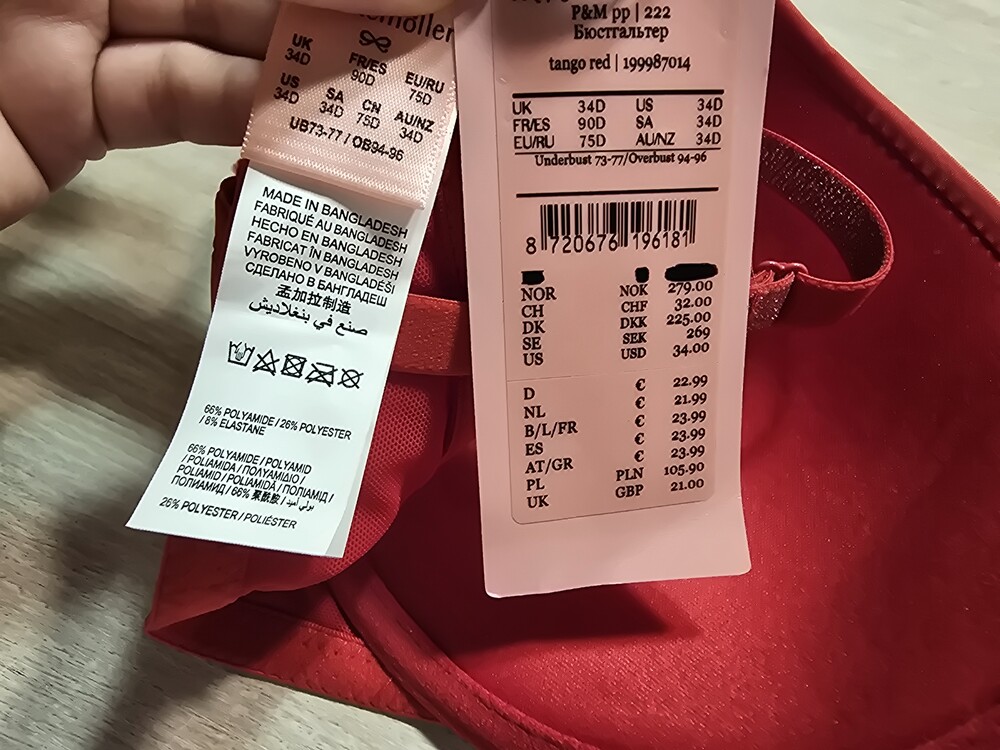 UK
34D
FR/ES
90D
EU/RU
75D
US
34D
SA
34D
CN
75D
AU/NZ
34D
UB73-77 / OB94-96
MADE IN BANGLADESH
FABRIQUÉ AU BANGLADESH
HECHO EN BANGLADESH
FABRICAT ÎN BANGLADESH
VYROBENO V BANGLADÉŠI
СДЕЛАНО В БАНГЛАДЕШ
孟加拉制造
صنع في بنغلاديش
66% POLYAMIDE / 26% POLYESTER
/ 8% ELASTANE
66% POLYAMIDE / POLYAMID
/ POLIAMIDA / ΠΟΛΥΑΜΙΔΙΟ /
POLIAMID / POLIAMIDĂ / ПОЛІАМІД /
ПОЛИАМИД / 66% 聚酰胺 / بولي أميد
26% POLYESTER / POLIÉSTER
P&M pp | 222
Бюстгальтер
tango red | 199987014
UK 34D US 34D
FR/ES 90D SA 34D
EU/RU 75D AU/NZ 34D
Underbust 73-77/Overbust 94-96
8 720676 196181
NOR NOK 279.00
CH CHF 32.00
DK DKK 225.00
SE SEK 269
US USD 34.00
D € 22.99
NL € 21.99
B/L/FR € 23.99
ES € 23.99
AT/GR € 23.99
PL PLN 105.90
UK GBP 21.00